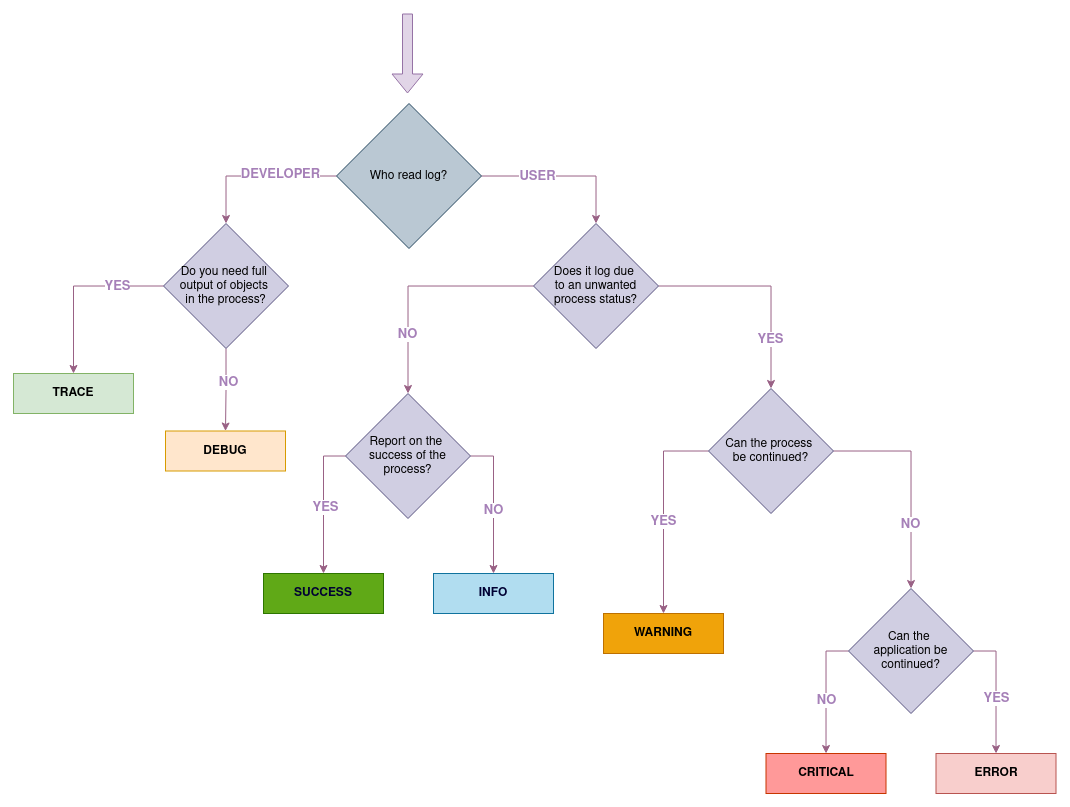 Who read log?
DEVELOPER
USER
Do you need full
output of objects
in the process?
Does it log due
to an unwanted
process status?
YES
NO
NO
YES
TRACE
DEBUG
Report on the
success of the
process?
Can the process
be continued?
YES
NO
YES
NO
SUCCESS
INFO
WARNING
Can the
application be
continued?
NO
YES
CRITICAL
ERROR